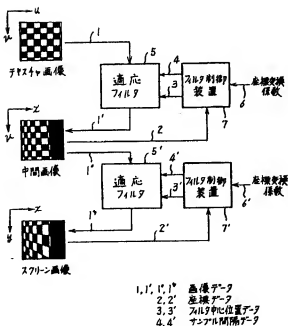 u
v
1
テクスチャ画像
5
適応
フィルタ
4
3
フィルタ制御
装置
7
座標変換
係数
6
1'
2
x
v
中間画像
1'
5'
適応
フィルタ
4'
3'
フィルタ制御
装置
7'
座標変換
係数
6'
1"
2'
x
y
スクリーン画像
1,1',1',1" 画像データ
2,2' 座標データ
3,3' フィルタ中心位置データ
4,4' サンプル間隔データ